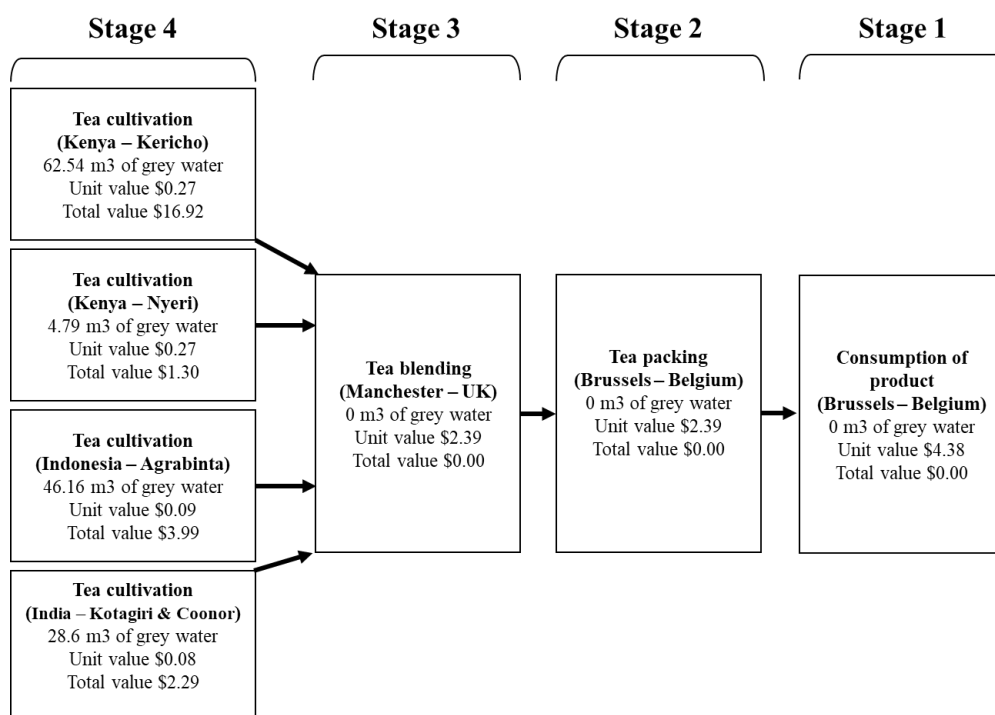 Stage 4
Stage 3
Stage 2
Stage 1
Tea cultivation
(Kenya – Kericho)
62.54 m3 of grey water
Unit value $0.27
Total value $16.92
Tea cultivation
(Kenya – Nyeri)
4.79 m3 of grey water
Unit value $0.27
Total value $1.30
Tea cultivation
(Indonesia – Agrabinta)
46.16 m3 of grey water
Unit value $0.09
Total value $3.99
Tea cultivation
(India – Kotagiri & Coonor)
28.6 m3 of grey water
Unit value $0.08
Total value $2.29
Tea blending
(Manchester – UK)
0 m3 of grey water
Unit value $2.39
Total value $0.00
Tea packing
(Brussels – Belgium)
0 m3 of grey water
Unit value $2.39
Total value $0.00
Consumption of
product
(Brussels – Belgium)
0 m3 of grey water
Unit value $4.38
Total value $0.00